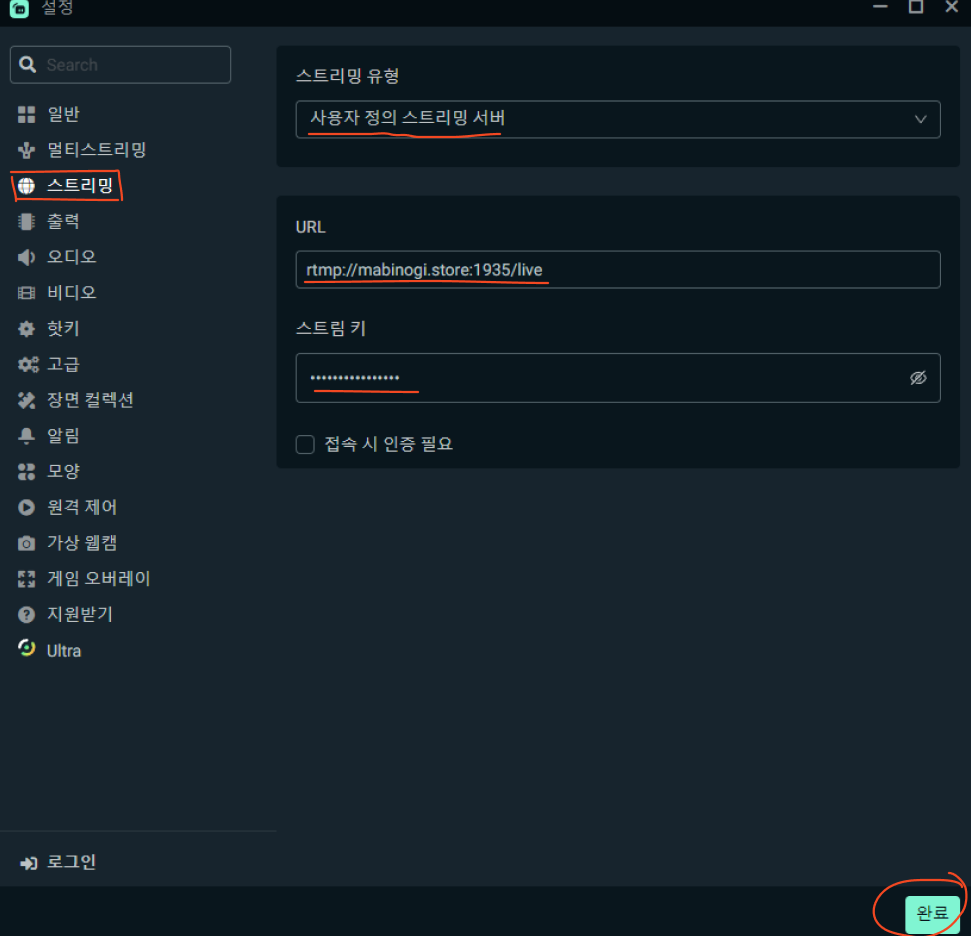 설정
Search
일반
멀티스트리밍
스트리밍
출력
오디오
비디오
핫키
고급
장면 컬렉션
알림
모양
원격 제어
가상 웹캠
게임 오버레이
지원받기
Ultra
로그인
스트리밍 유형
사용자 정의 스트리밍 서버
URL
rtmp://mabinogi.store:1935/live
스트림 키
••••••••••••••••
접속 시 인증 필요
완료